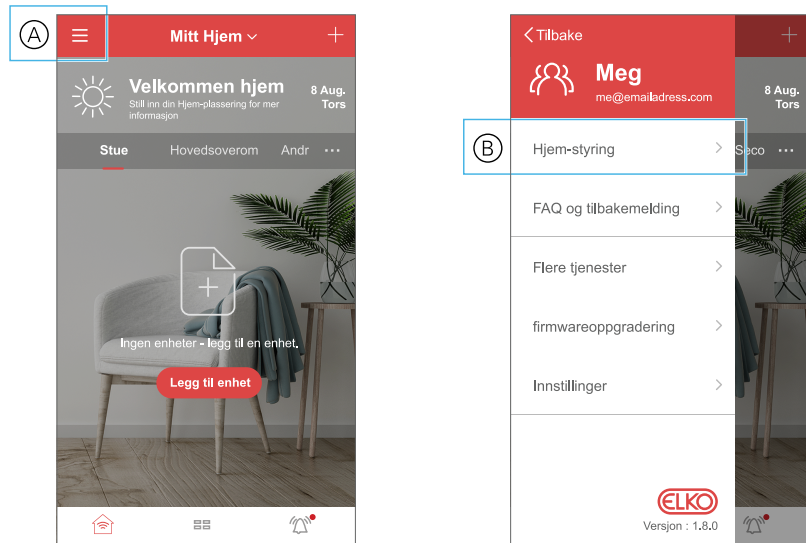 A
Mitt Hjem
Velkommen hjem
Still inn din Hjem-plassering for mer
informasjon
8 Aug.
Tors
Stue Hovedsoverom Andr ...
Ingen enheter - legg til en enhet.
Legg til enhet
Tilbake
Meg
me@emailadress.com
8 Aug.
Tors
B
Hjem-styring
Seco ...
FAQ og tilbakemelding
Flere tjenester
firmwareoppgradering
Innstillinger
ELKO
Versjon : 1.8.0